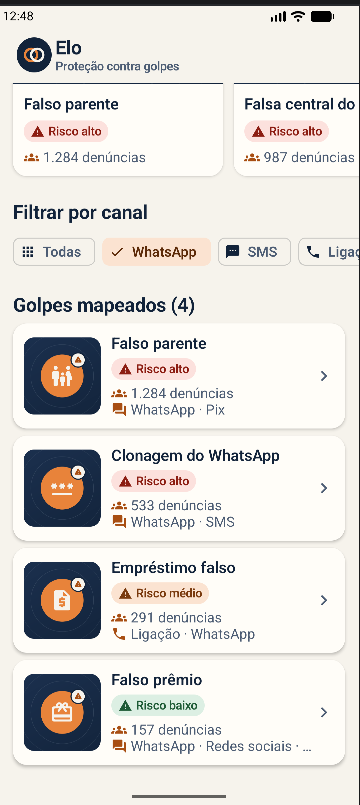 12:48
Elo
Proteção contra golpes
Falso parente
Risco alto
1.284 denúncias
Falsa central do
Risco alto
987 denúncias
Filtrar por canal
Todas
WhatsApp
SMS
Ligaç
Golpes mapeados (4)
Falso parente
Risco alto
1.284 denúncias
WhatsApp · Pix
Clonagem do WhatsApp
Risco alto
533 denúncias
WhatsApp · SMS
Empréstimo falso
Risco médio
291 denúncias
Ligação · WhatsApp
Falso prêmio
Risco baixo
157 denúncias
WhatsApp · Redes sociais · ...